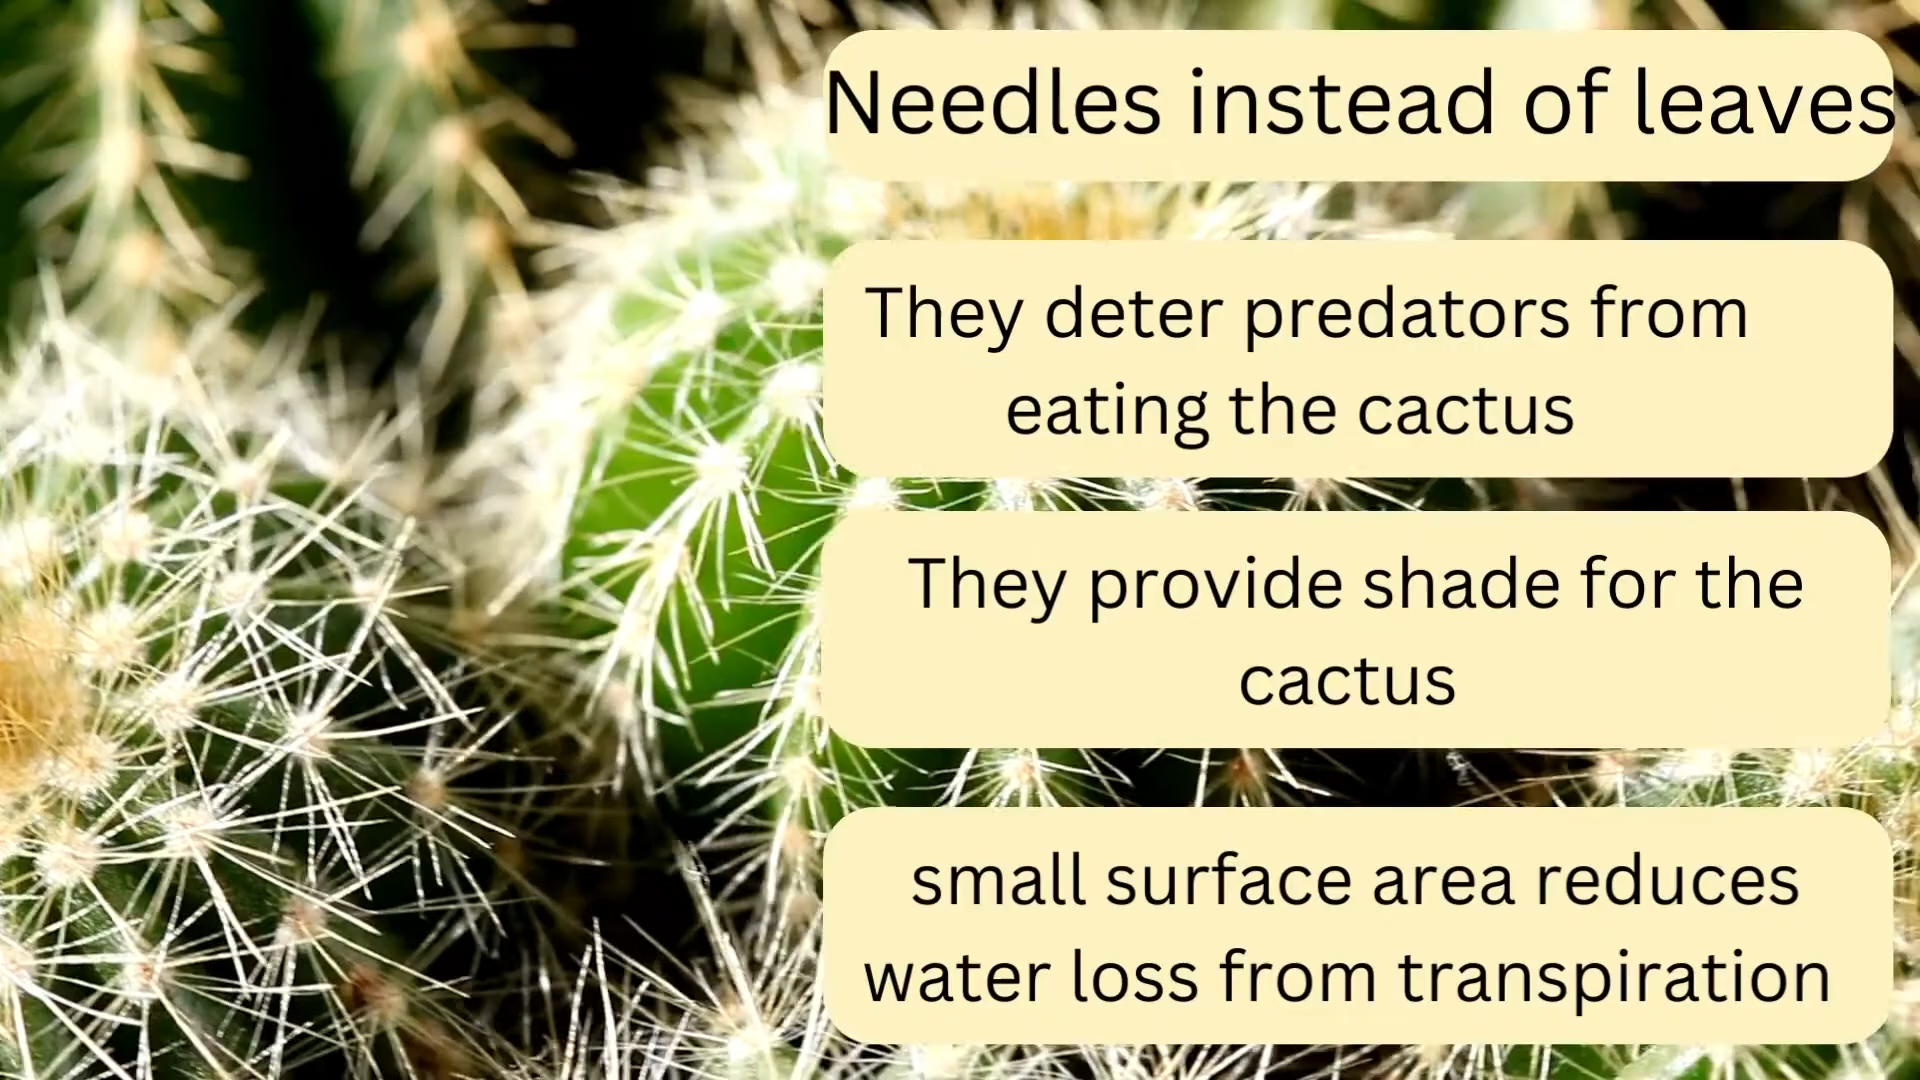 Needles instead of leaves
They deter predators from
eating the cactus
They provide shade for the
cactus
small surface area reduces
water loss from transpiration